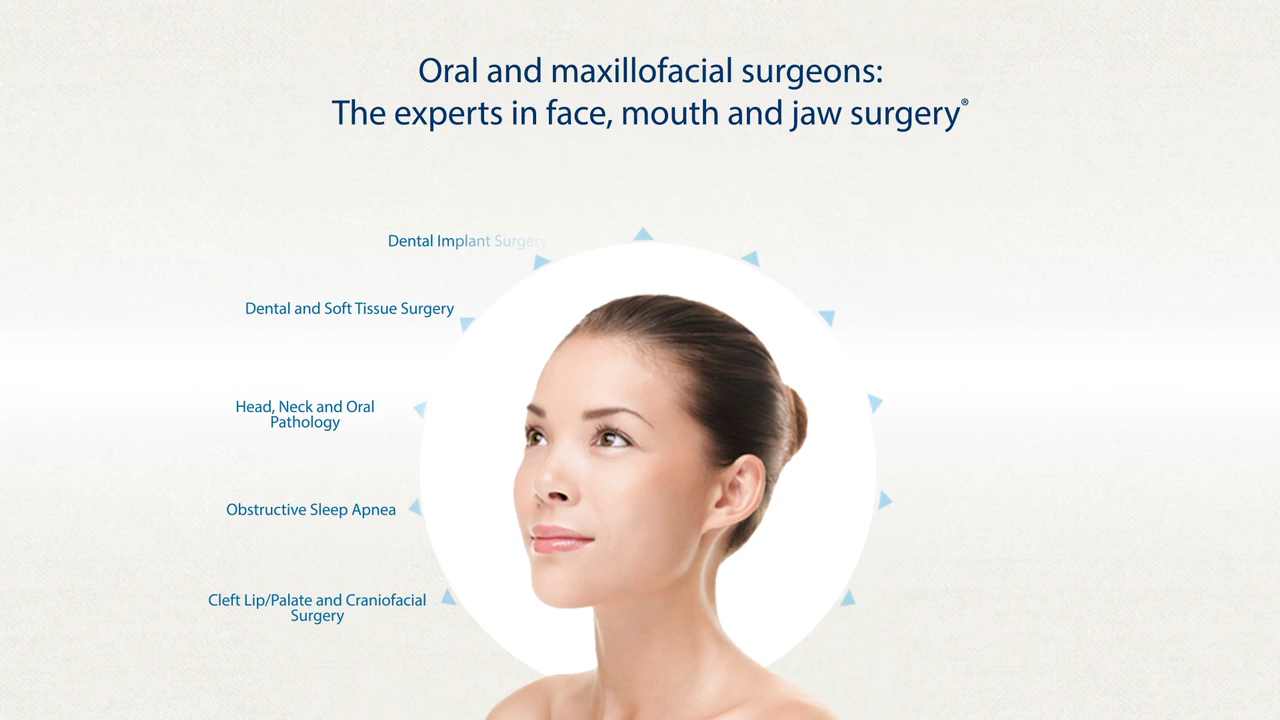 Oral and maxillofacial surgeons:
The experts in face, mouth and jaw surgery®
Dental Implant Surgery
Dental and Soft Tissue Surgery
Head, Neck and Oral
Pathology
Obstructive Sleep Apnea
Cleft Lip/Palate and Craniofacial
Surgery